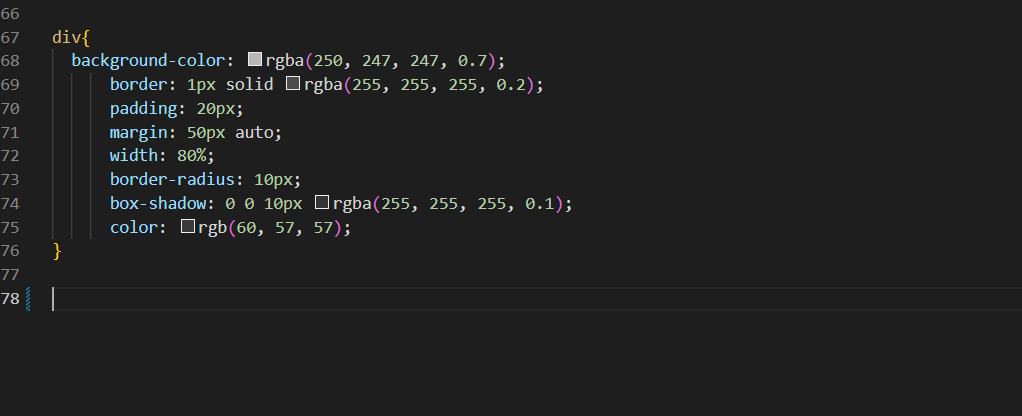 66
67 div{
68 background-color: rgba(250, 247, 247, 0.7);
69 border: 1px solid rgba(255, 255, 255, 0.2);
70 padding: 20px;
71 margin: 50px auto;
72 width: 80%;
73 border-radius: 10px;
74 box-shadow: 0 0 10px rgba(255, 255, 255, 0.1);
75 color: rgb(60, 57, 57);
76 }
77
78